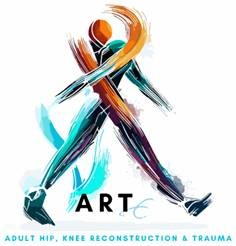 ART
ADULT HIP, KNEE RECONSTRUCTION & TRAUMA